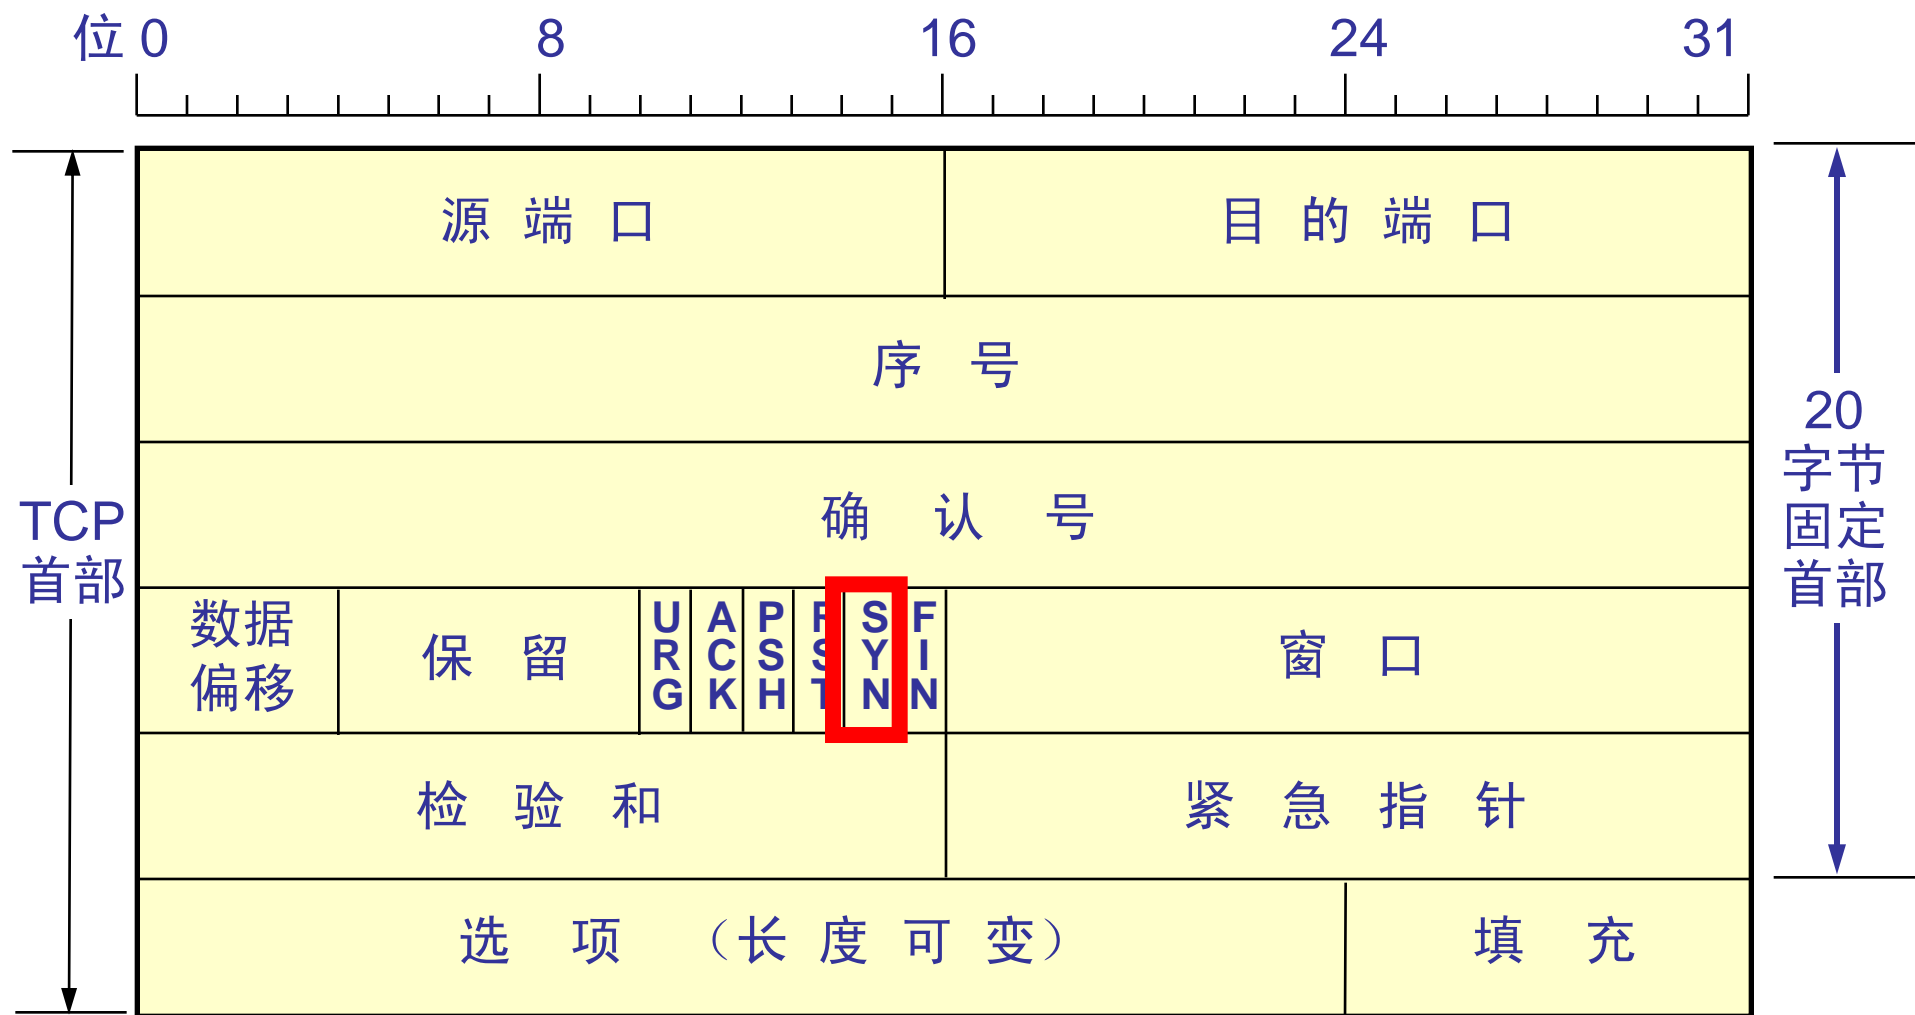 位 0 8 16 24 31
源 端 口 目 的 端 口
序 号
确 认 号
TCP
首部
20
字节
固定
首部
数据
偏移
保 留
URG
ACK
PSH
RST
SYN
FIN
窗 口
检 验 和 紧 急 指 针
选 项 （长 度 可 变） 填 充